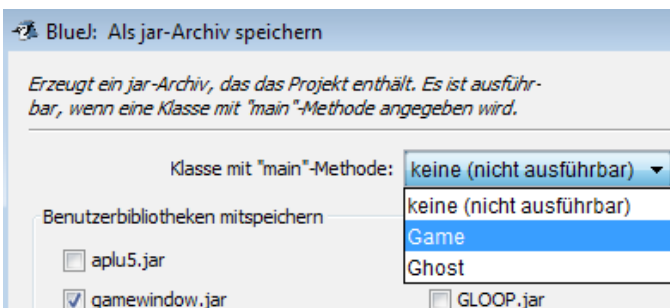 BlueJ: Als jar-Archiv speichern
Erzeugt ein jar-Archiv, das das Projekt enthält. Es ist ausführ-
bar, wenn eine Klasse mit "main"-Methode angegeben wird.
Klasse mit "main"-Methode: keine (nicht ausführbar)
keine (nicht ausführbar)
Game
Ghost
Benutzerbibliotheken mitspeichern
aplu5.jar
gamewindow.jar GLOOP.jar